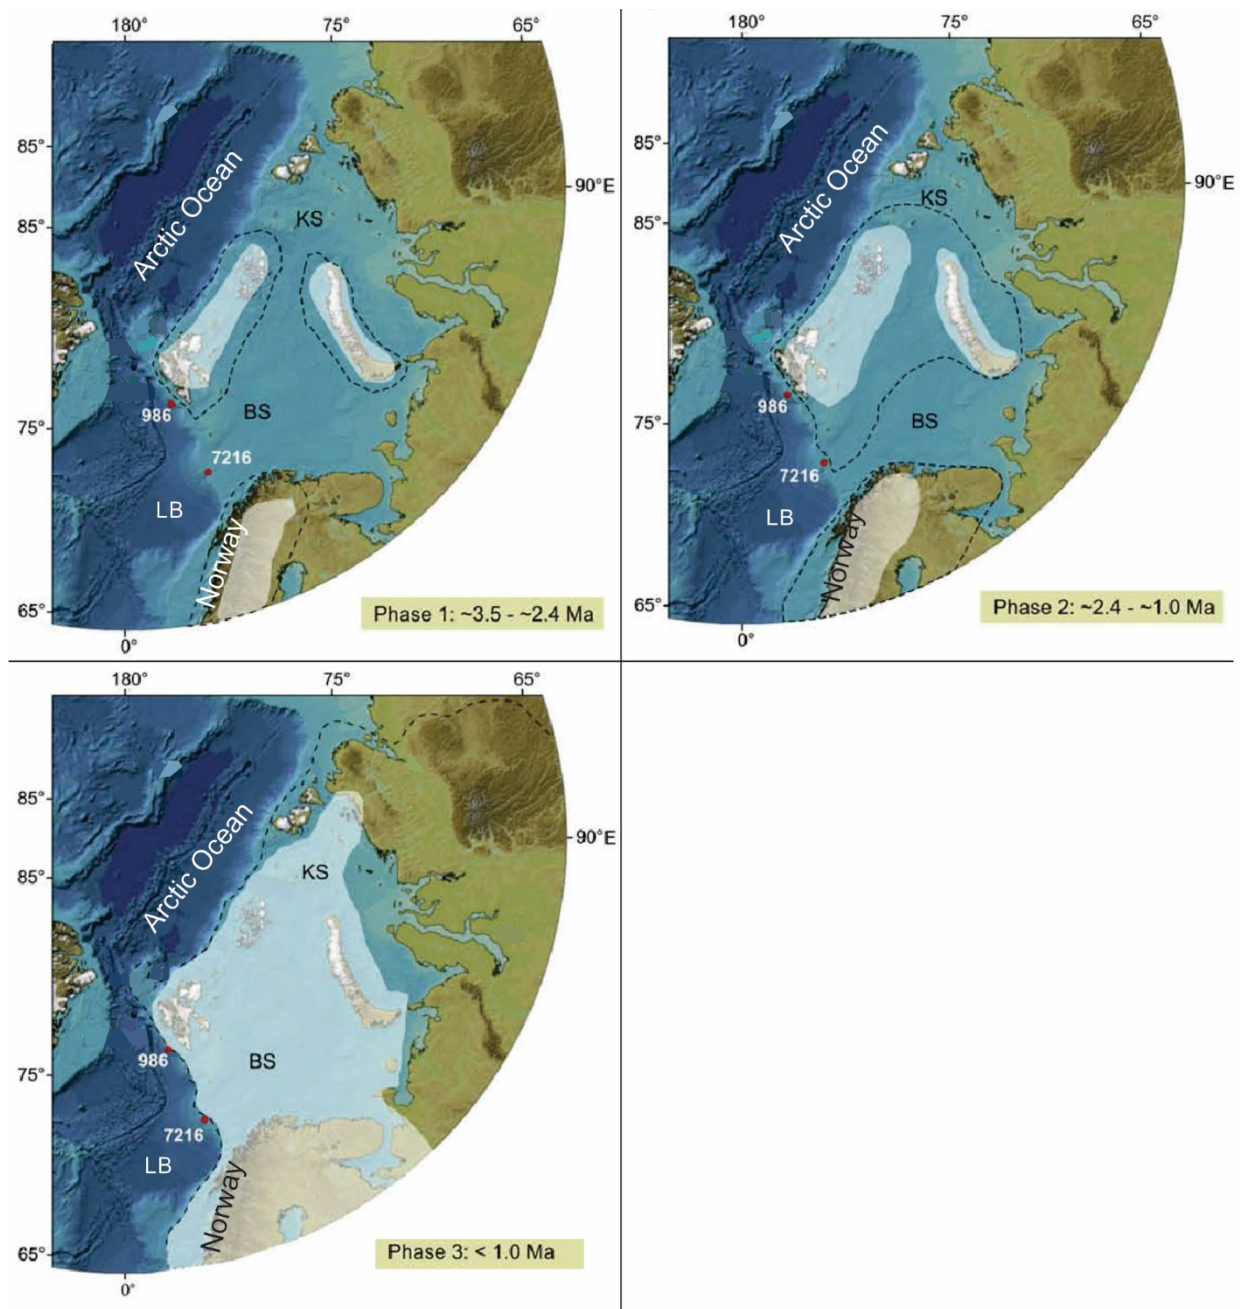 180°
75°
65°
85°
Arctic Ocean
90°E
KS
85°
BS
986
75°
7216
LB
Norway
65°
Phase 1: ~3.5 - ~2.4 Ma
0°
180°
75°
65°
85°
Arctic Ocean
90°E
KS
85°
986
BS
75°
7216
LB
Norway
65°
Phase 2: ~2.4 - ~1.0 Ma
0°
180°
75°
65°
85°
90°E
Arctic Ocean
KS
85°
986
BS
75°
7216
LB
Norway
65°
Phase 3: < 1.0 Ma
0°